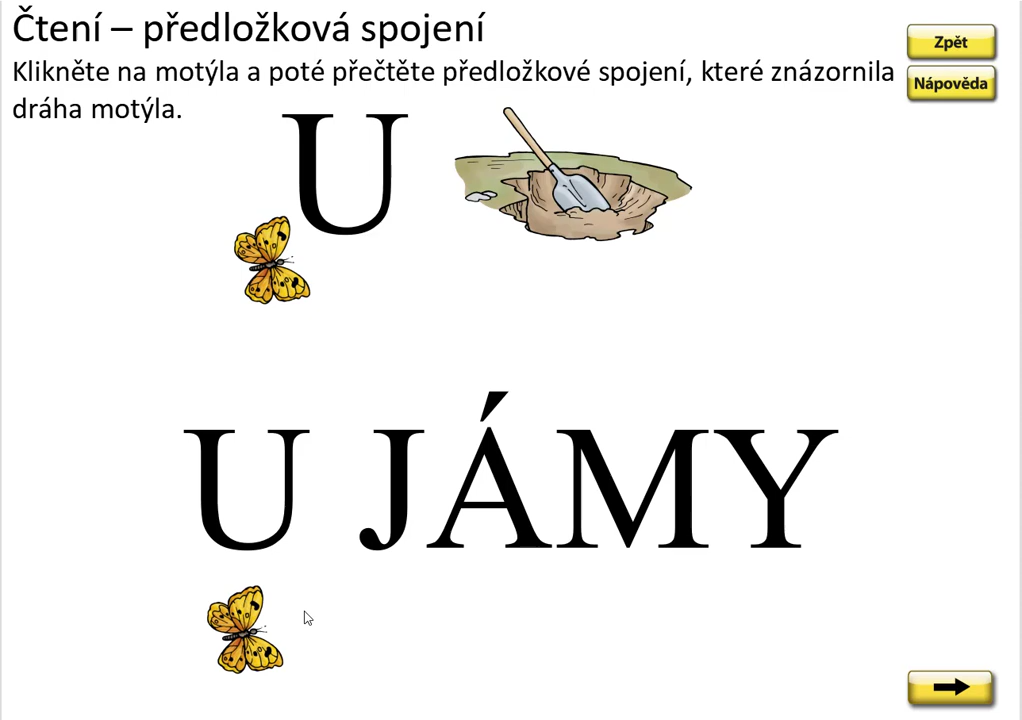 Čtení – předložková spojení
Zpět
Klikněte na motýla a poté přečtěte předložkové spojení, které znázornila
dráha motýla.
Nápověda
U
U JÁMY